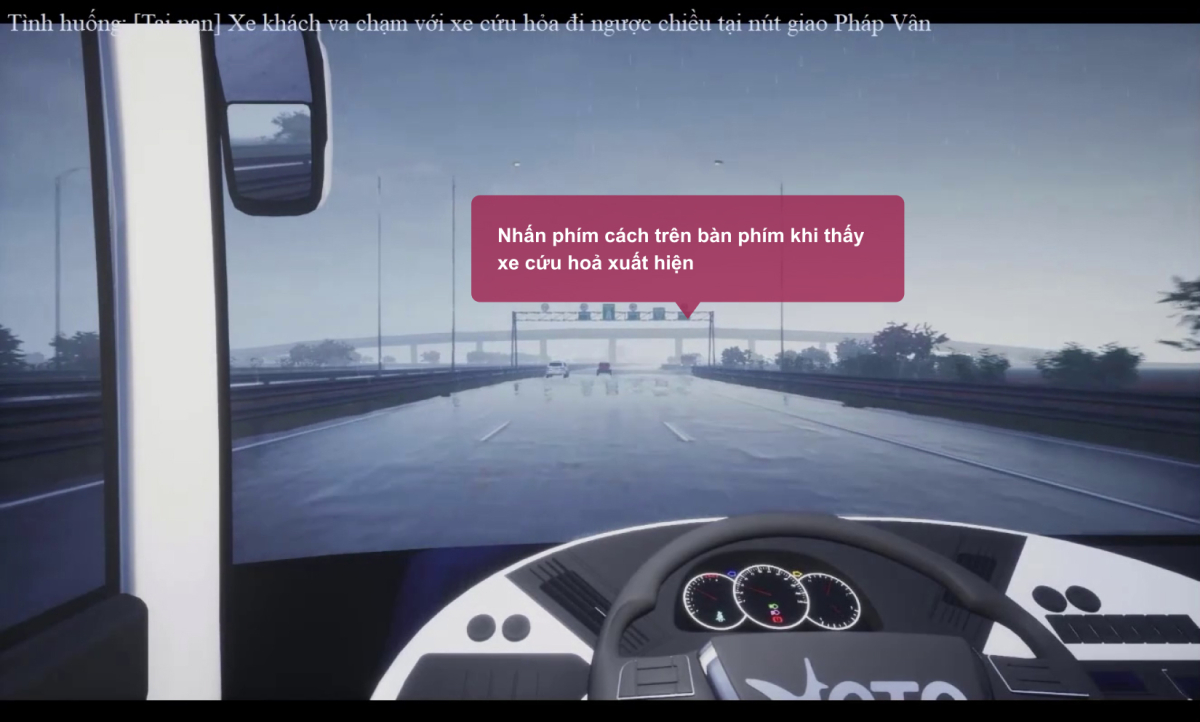 Tình huống: [Tai nạn] Xe khách va chạm với xe cứu hỏa đi ngược chiều tại nút giao Pháp Vân
Nhấn phím cách trên bàn phím khi thấy
xe cứu hoả xuất hiện